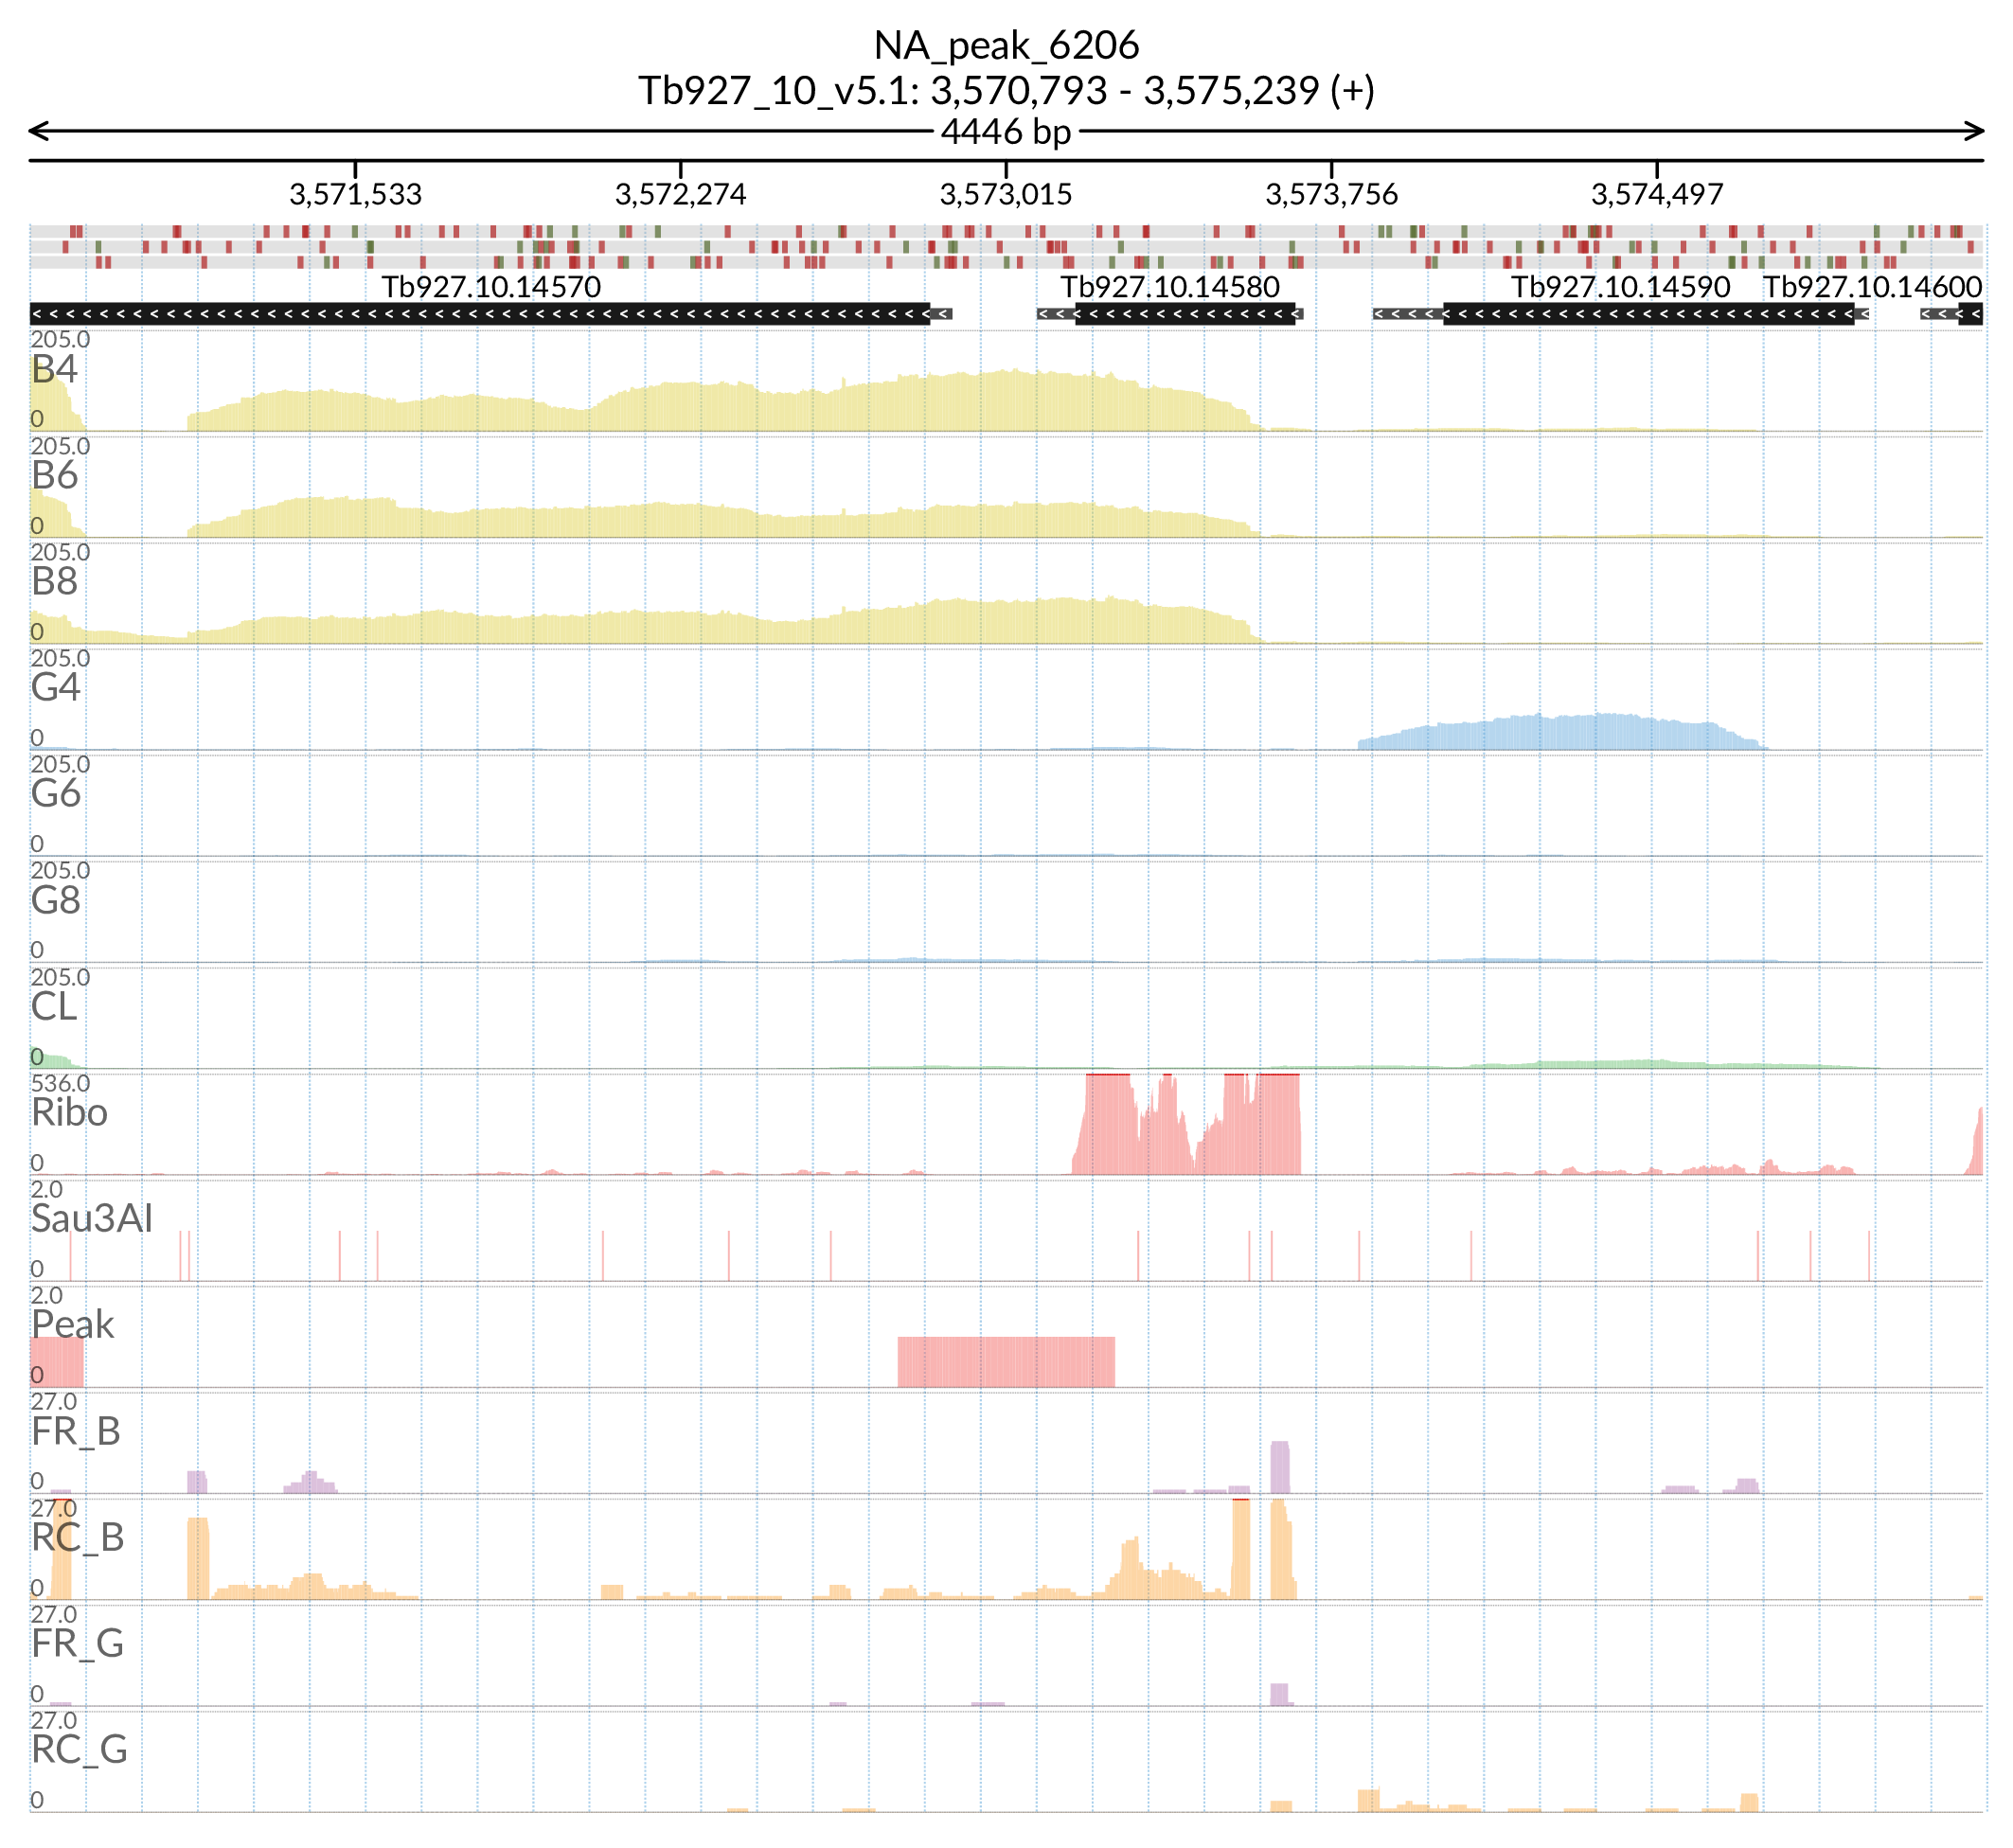 NA_peak_6206
Tb927_10_v5.1: 3,570,793 - 3,575,239 (+)
4446 bp
3,571,533 3,572,274 3,573,015 3,573,756 3,574,497
Tb927.10.14570 Tb927.10.14580 Tb927.10.14590 Tb927.10.14600
205.0
B4
0
205.0
B6
0
205.0
B8
0
205.0
G4
0
205.0
G6
0
205.0
G8
0
205.0
CL
0
536.0
Ribo
0
2.0
Sau3AI
0
2.0
Peak
0
27.0
FR_B
0
27.0
RC_B
0
27.0
FR_G
0
27.0
RC_G
0